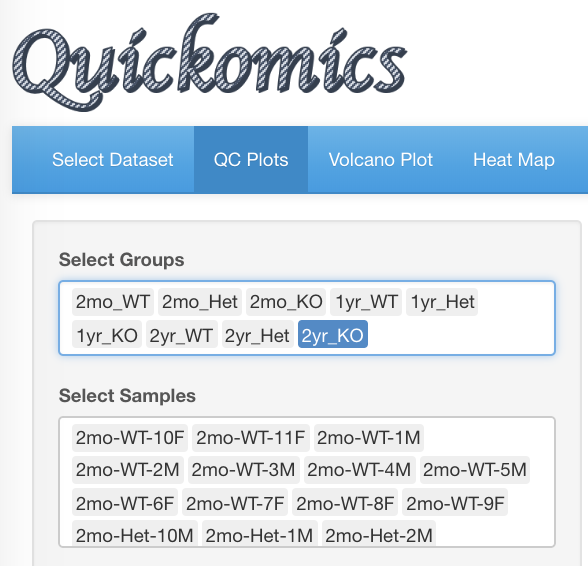 Quickomics
Select Dataset QC Plots Volcano Plot Heat Map
Select Groups
2mo_WT 2mo_Het 2mo_KO 1yr_WT 1yr_Het
1yr_KO 2yr_WT 2yr_Het 2yr_KO
Select Samples
2mo-WT-10F 2mo-WT-11F 2mo-WT-1M
2mo-WT-2M 2mo-WT-3M 2mo-WT-4M 2mo-WT-5M
2mo-WT-6F 2mo-WT-7F 2mo-WT-8F 2mo-WT-9F
2mo-Het-10M 2mo-Het-1M 2mo-Het-2M